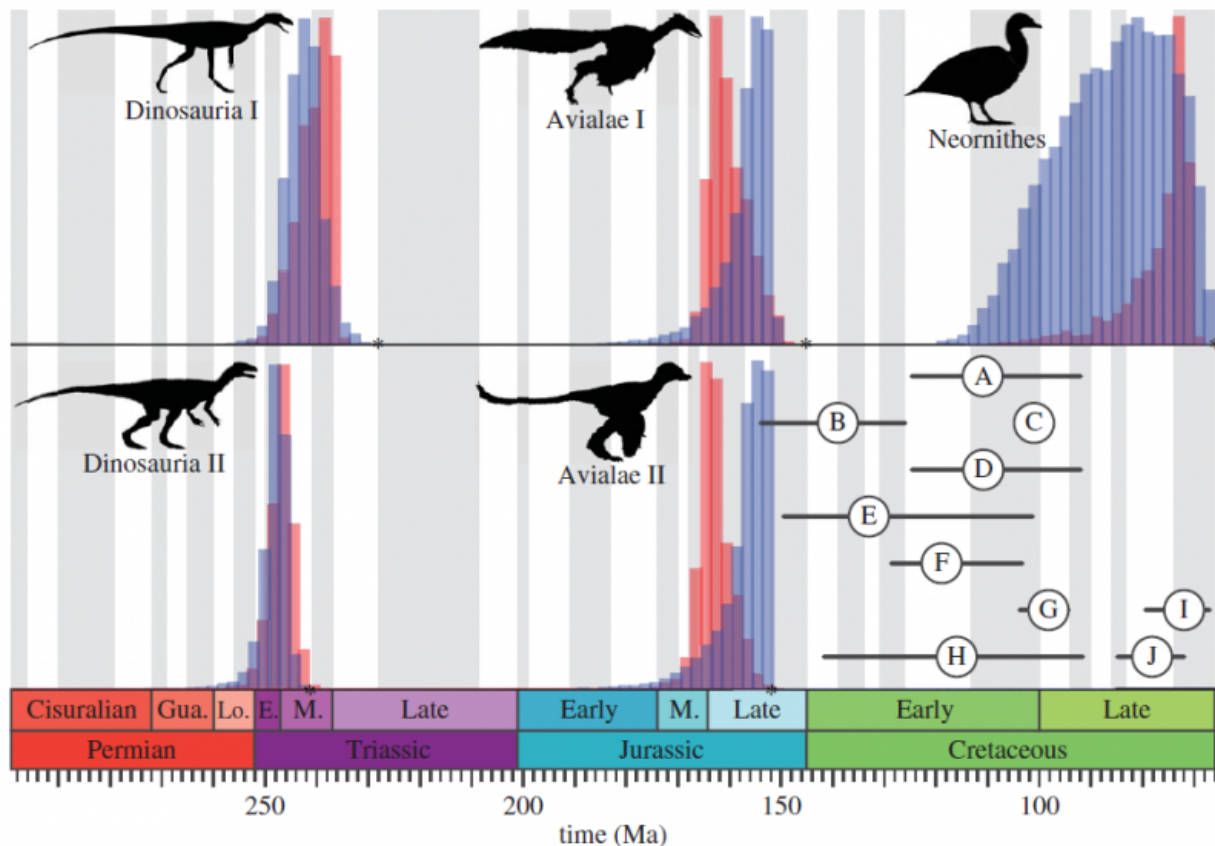 Dinosauria I
Avialae I
Neornithes
*
*
*
Dinosauria II
Avialae II
A
B
C
D
E
F
G
I
H
J
*
*
Cisuralian Gua. Lo. E. M. Late Early M. Late Early Late
Permian Triassic Jurassic Cretaceous
250 200 150 100
time (Ma)